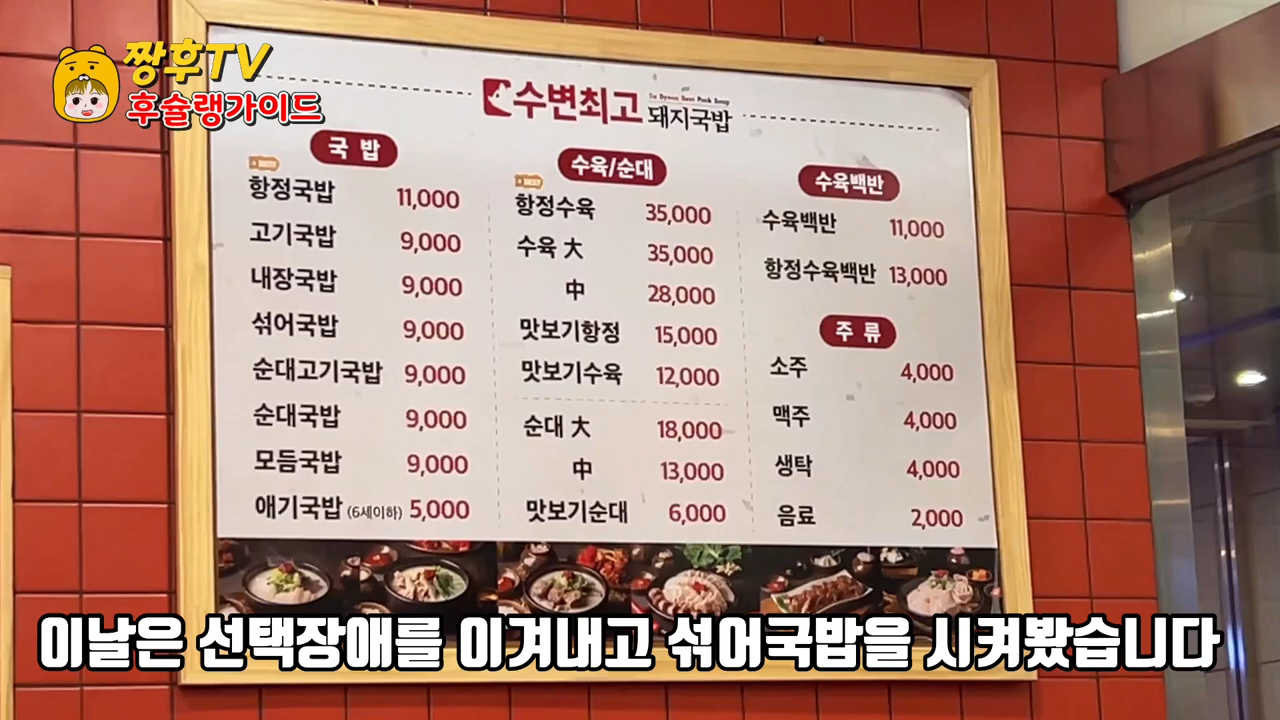 짱후TV
후슐랭가이드
수변최고 돼지국밥
Su Byeon Best Pork Soup
국밥
BEST
항정국밥 11,000
고기국밥 9,000
내장국밥 9,000
섞어국밥 9,000
순대고기국밥 9,000
순대국밥 9,000
모듬국밥 9,000
애기국밥 (6세이하) 5,000
수육/순대
BEST
항정수육 35,000
수육 大 35,000
中 28,000
맛보기항정 15,000
맛보기수육 12,000
순대 大 18,000
中 13,000
맛보기순대 6,000
수육백반
수육백반 11,000
항정수육백반 13,000
주류
소주 4,000
맥주 4,000
생탁 4,000
음료 2,000
이날은 선택장애를 이겨내고 섞어국밥을 시켜봤습니다